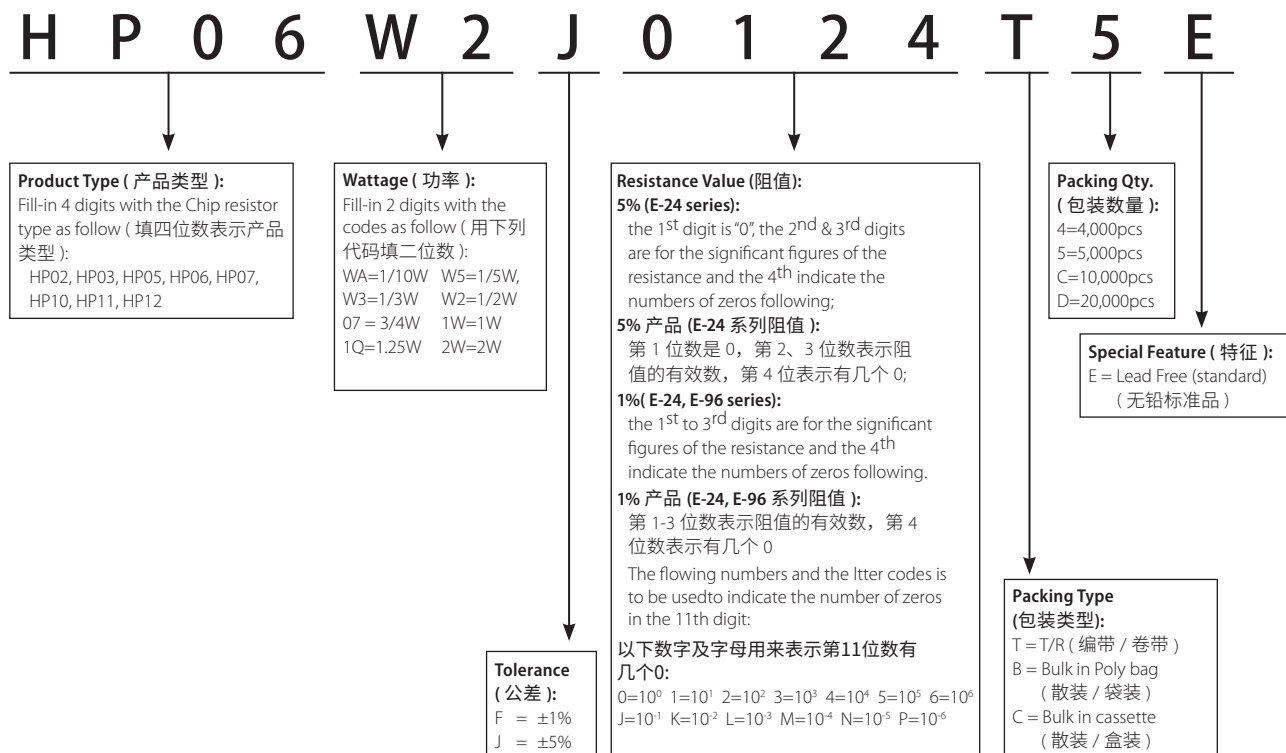 H P 0 6 W 2 J 0 1 2 4 T 5 E
Product Type ( 产品类型 ):
Fill-in 4 digits with the Chip resistor
type as follow ( 填四位数表示产品
类型 ):
HP02, HP03, HP05, HP06, HP07,
HP10, HP11, HP12
Wattage ( 功率 ):
Fill-in 2 digits with the
codes as follow ( 用下列
代码填二位数 ):
WA=1/10W W5=1/5W,
W3=1/3W W2=1/2W
07 = 3/4W 1W=1W
1Q=1.25W 2W=2W
Tolerance
( 公差 ):
F = ±1%
J = ±5%
Resistance Value (阻值):
5% (E-24 series):
the 1st digit is “0”, the 2nd & 3rd digits
are for the significant figures of the
resistance and the 4th indicate the
numbers of zeros following;
5% 产品 (E-24 系列阻值 ):
第 1 位数是 0，第 2、3 位数表示阻
值的有效数，第 4 位表示有几个 0;
1%( E-24, E-96 series):
the 1st to 3rd digits are for the significant
figures of the resistance and the 4th
indicate the numbers of zeros following.
1% 产品 (E-24, E-96 系列阻值 ):
第 1-3 位数表示阻值的有效数，第 4
位数表示有几个 0
The flowing numbers and the ltter codes is
to be usedto indicate the number of zeros
in the 11th digit:
以下数字及字母用来表示第11位数有
几个0:
0=10⁰ 1=10¹ 2=10² 3=10³ 4=10⁴ 5=10⁵ 6=10⁶
J=10⁻¹ K=10⁻² L=10⁻³ M=10⁻⁴ N=10⁻⁵ P=10⁻⁶
Packing Type
(包装类型):
T = T/R ( 编带 / 卷带 )
B = Bulk in Poly bag
( 散装 / 袋装 )
C = Bulk in cassette
( 散装 / 盒装 )
Packing Qty.
( 包装数量 ):
4=4,000pcs
5=5,000pcs
C=10,000pcs
D=20,000pcs
Special Feature ( 特征 ):
E = Lead Free (standard)
( 无铅标准品 )